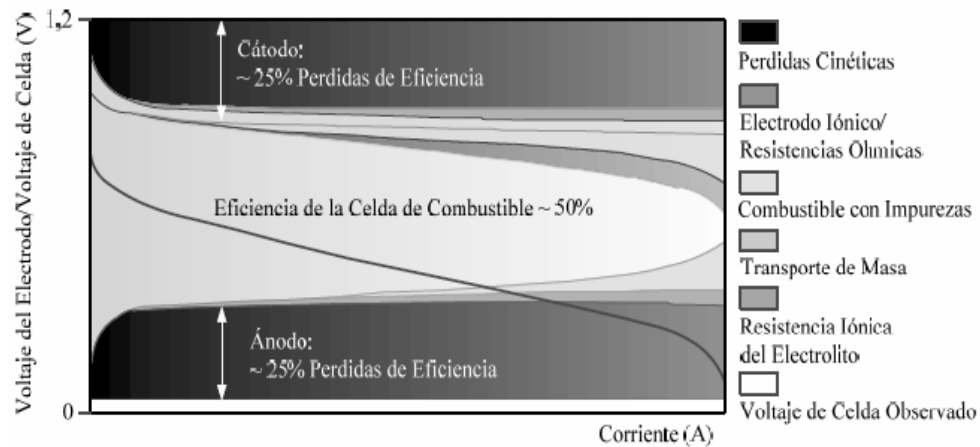 Voltaje del Electrodo/Voltaje de Celda (V)
1,2
0
Cátodo:
~ 25% Perdidas de Eficiencia
Eficiencia de la Celda de Combustible ~ 50%
Ánodo:
~ 25% Perdidas de Eficiencia
Corriente (A)
Perdidas Cinéticas
Electrodo Iónico/
Resistencias Óhmicas
Combustible con Impurezas
Transporte de Masa
Resistencia Iónica
del Electrolito
Voltaje de Celda Observado